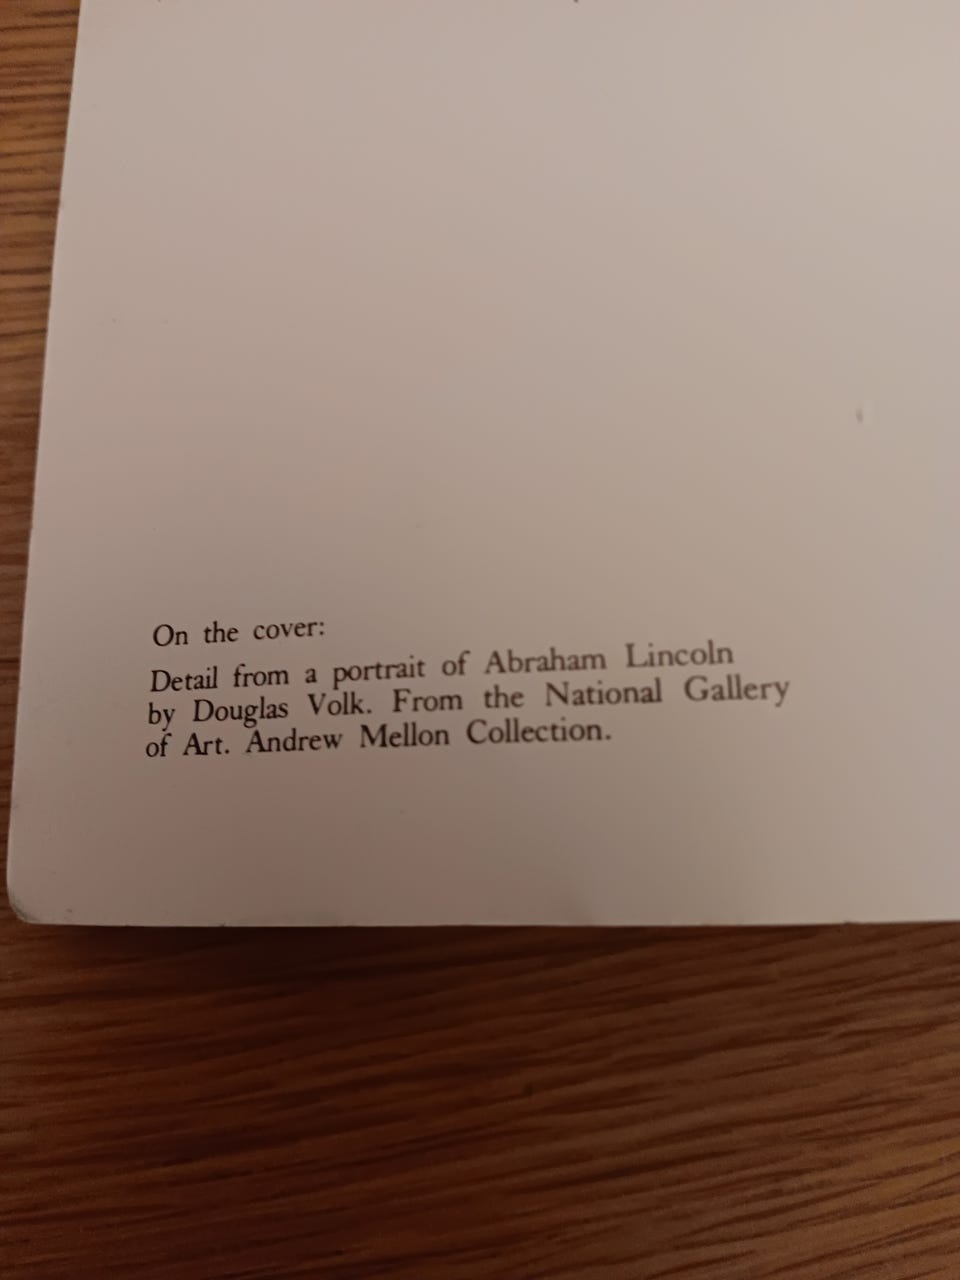 On the cover:
Detail from a portrait of Abraham Lincoln
by Douglas Volk. From the National Gallery
of Art. Andrew Mellon Collection.